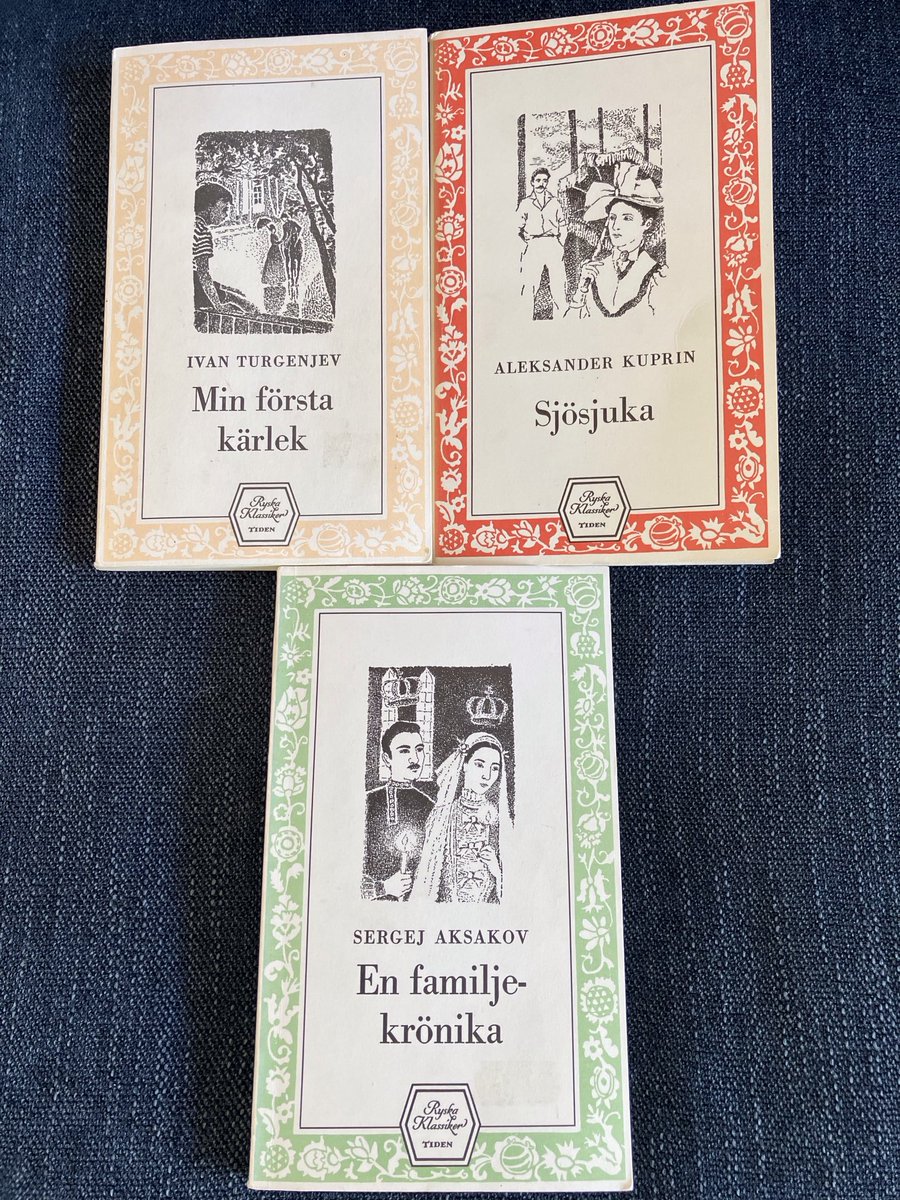 IVAN TURGENJEV
Min första
kärlek
Ryska
Klassiker
TIDEN
ALEKSANDER KUPRIN
Sjösjuka
Ryska
Klassiker
TIDEN
SERGEJ AKSAKOV
En familje-
krönika
Ryska
Klassiker
TIDEN